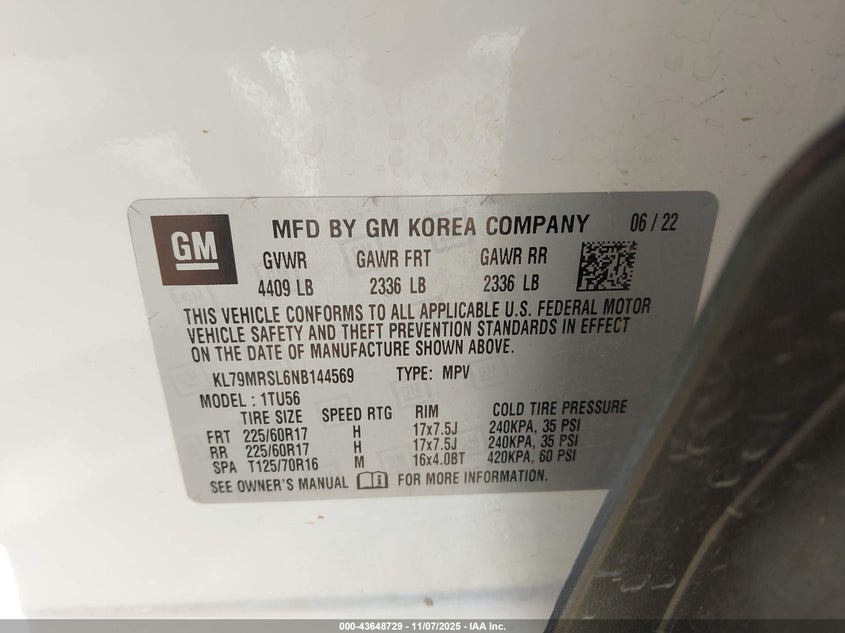 GM
MFD BY GM KOREA COMPANY 06 / 22
GVWR GAWR FRT GAWR RR
4409 LB 2336 LB 2336 LB
THIS VEHICLE CONFORMS TO ALL APPLICABLE U.S. FEDERAL MOTOR
VEHICLE SAFETY AND THEFT PREVENTION STANDARDS IN EFFECT
ON THE DATE OF MANUFACTURE SHOWN ABOVE.
KL79MRSL6NB144569 TYPE: MPV
MODEL : 1TU56
TIRE SIZE SPEED RTG RIM COLD TIRE PRESSURE
FRT 225/60R17 H 17x7.5J 240KPA, 35 PSI
RR 225/60R17 H 17x7.5J 240KPA, 35 PSI
SPA T125/70R16 M 16x4.0BT 420KPA, 60 PSI
SEE OWNER'S MANUAL FOR MORE INFORMATION.
000-43648729 - 11/07/2025 - IAA Inc.